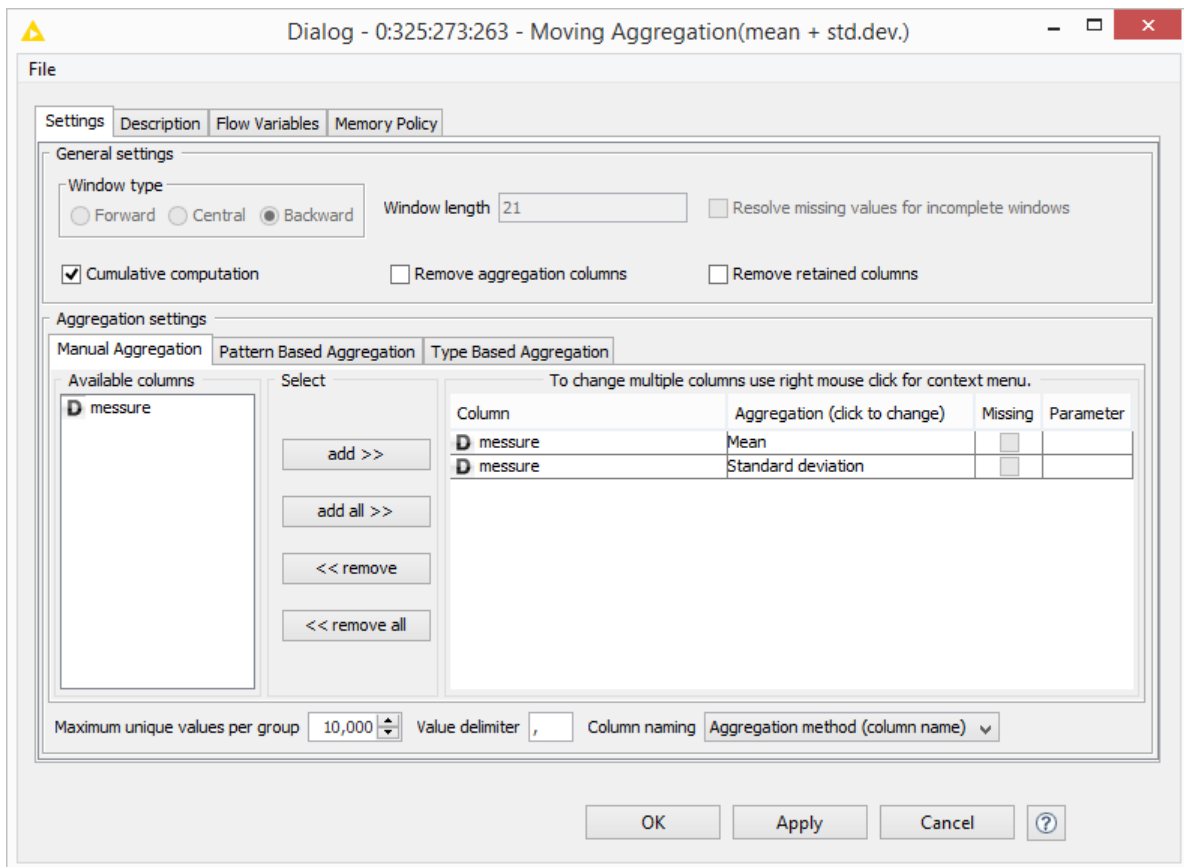 Dialog - 0:325:273:263 - Moving Aggregation(mean + std.dev.)
File
Settings Description Flow Variables Memory Policy
General settings
Window type
Forward Central Backward Window length 21 Resolve missing values for incomplete windows
Cumulative computation Remove aggregation columns Remove retained columns
Aggregation settings
Manual Aggregation Pattern Based Aggregation Type Based Aggregation
Available columns Select To change multiple columns use right mouse click for context menu.
D messure
Column Aggregation (click to change) Missing Parameter
D messure Mean
D messure Standard deviation
add >>
add all >>
<< remove
<< remove all
Maximum unique values per group 10,000 Value delimiter , Column naming Aggregation method (column name)
OK Apply Cancel ?